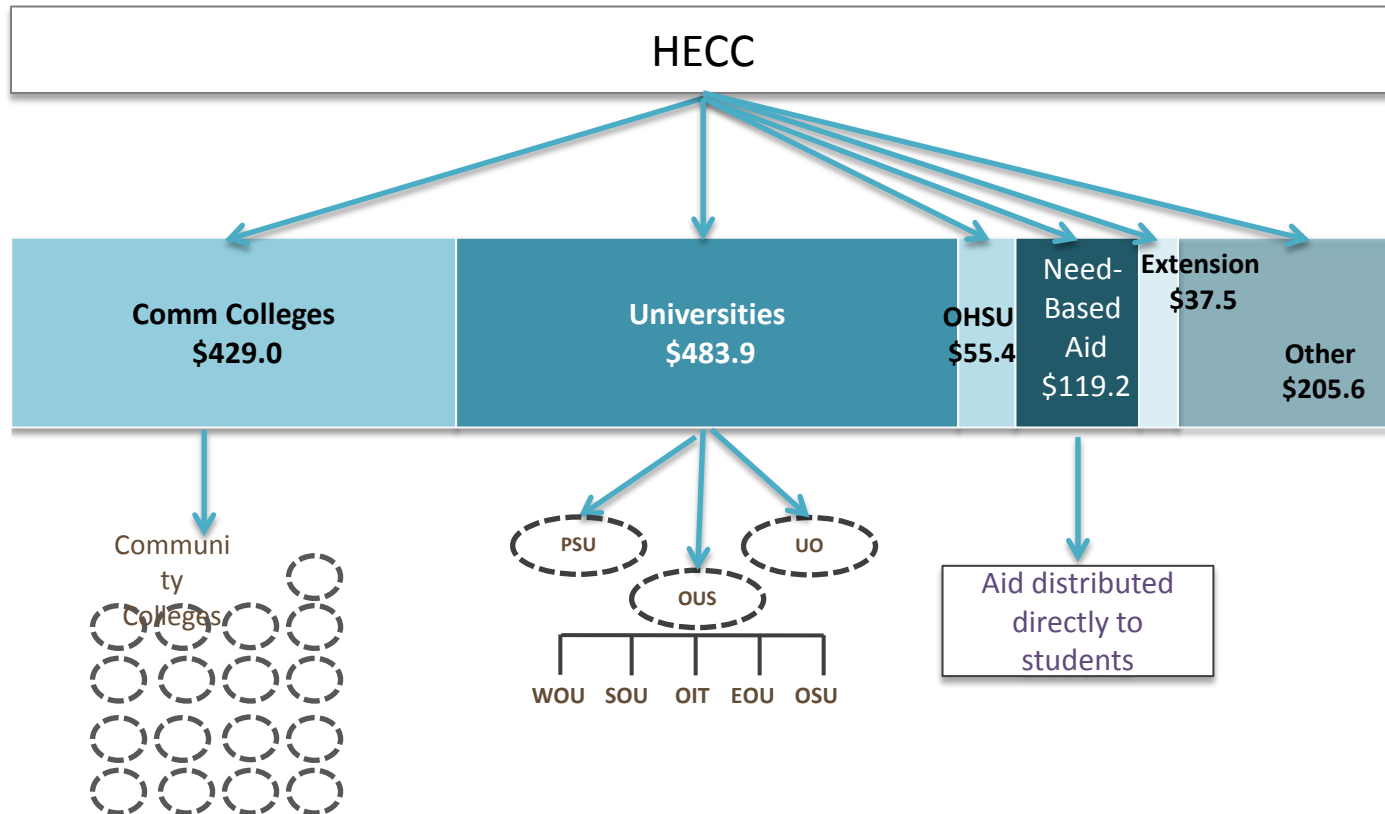 HECC
Comm Colleges
$429.0
Universities
$483.9
OHSU
$55.4
Need-
Based
Aid
$119.2
Extension
$37.5
Other
$205.6
Communi
ty
Colleges
PSU
UO
OUS
WOU SOU OIT EOU OSU
Aid distributed
directly to
students